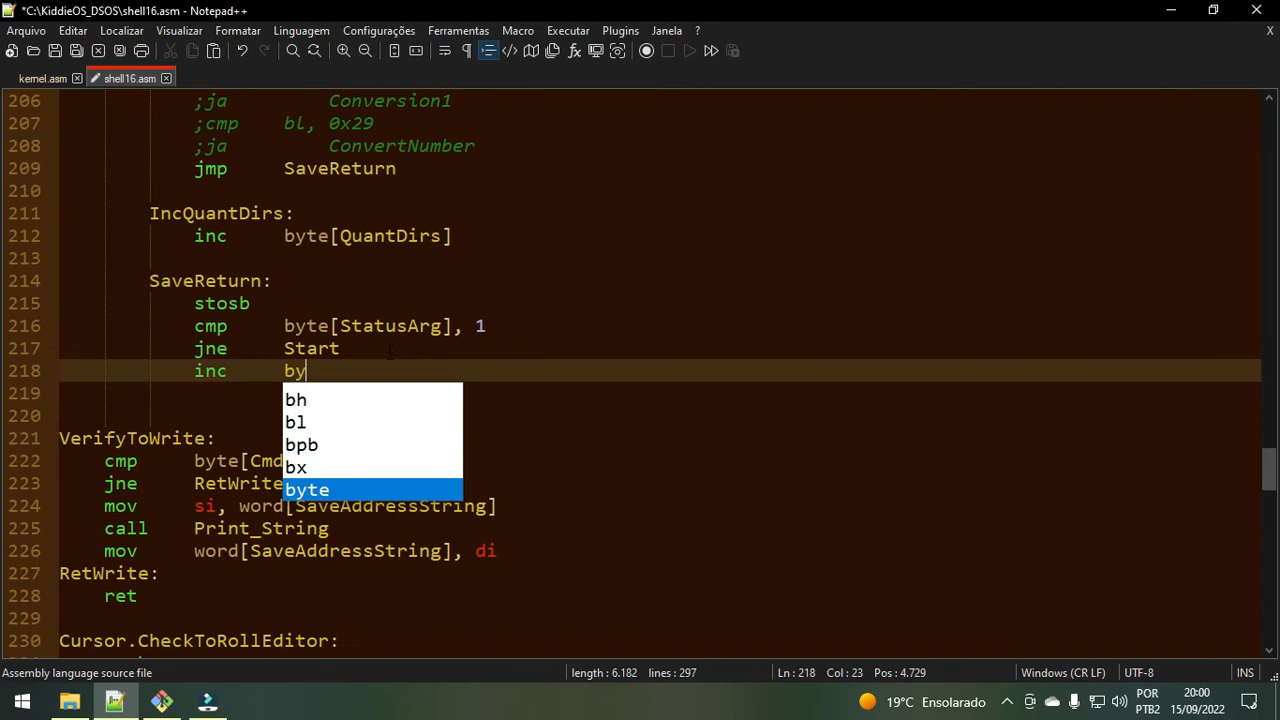 *C:\KiddieOS_DSOS\shell16.asm - Notepad++
Arquivo Editar Localizar Visualizar Formatar Linguagem Configurações Ferramentas Macro Executar Plugins Janela ? X
kernel.asm shell16.asm
206 ;ja Conversion1
207 ;cmp bl, 0x29
208 ;ja ConvertNumber
209 jmp SaveReturn
210
211 IncQuantDirs:
212 inc byte[QuantDirs]
213
214 SaveReturn:
215 stosb
216 cmp byte[StatusArg], 1
217 jne Start
218 inc by
219 bh
220 bl
221 VerifyToWrite: bpb
222 cmp byte[Cmd bx
223 jne RetWrite byte
224 mov si, word[SaveAddressString]
225 call Print_String
226 mov word[SaveAddressString], di
227 RetWrite:
228 ret
229
230 Cursor.CheckToRollEditor:
Assembly language source file length : 6.182 lines : 297 Ln : 218 Col : 23 Pos : 4.729 Windows (CR LF) UTF-8 INS
19°C Ensolarado POR PTB2 20:00 15/09/2022